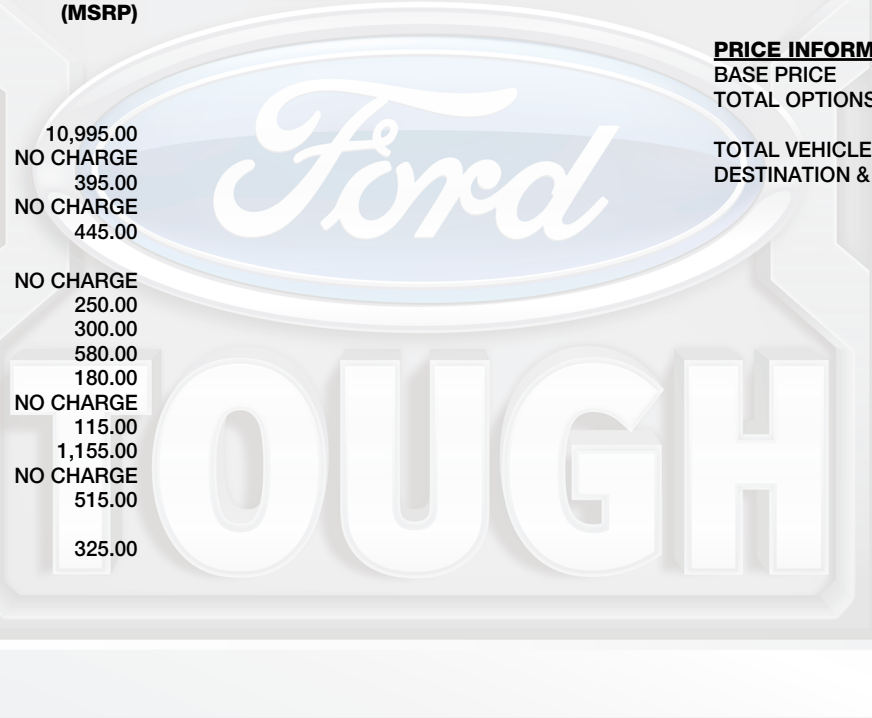 (MSRP)
10,995.00
NO CHARGE
395.00
NO CHARGE
445.00
NO CHARGE
250.00
300.00
580.00
180.00
NO CHARGE
115.00
1,155.00
NO CHARGE
515.00
325.00
PRICE INFORM
BASE PRICE
TOTAL OPTIONS
TOTAL VEHICLE
DESTINATION &
Ford
TOUGH